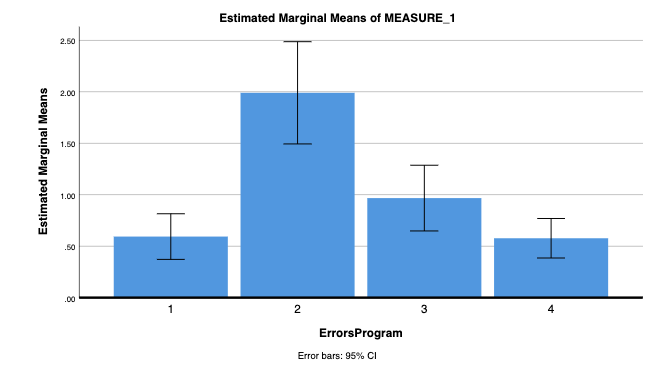 Estimated Marginal Means of MEASURE_1
Estimated Marginal Means
2.50
2.00
1.50
1.00
.50
.00
1 2 3 4
ErrorsProgram
Error bars: 95% CI